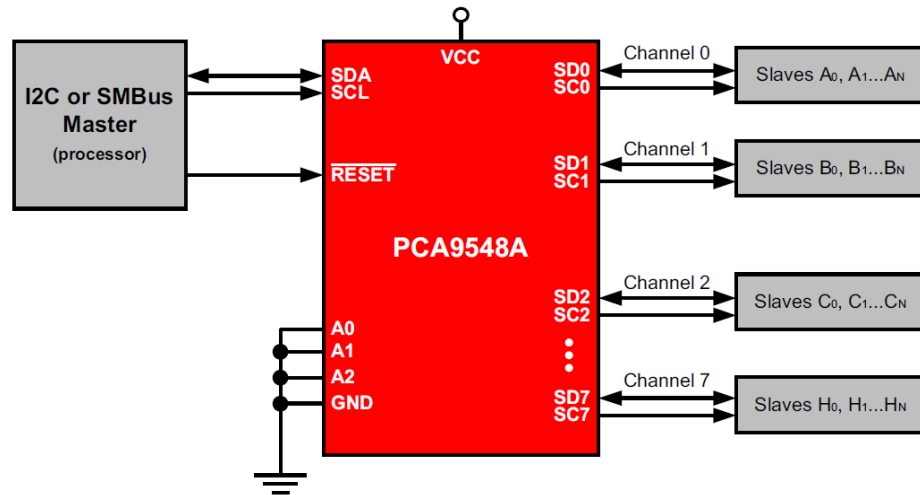 I2C or SMBus
Master
(processor)
VCC
SDA
SCL
RESET
PCA9548A
A0
A1
A2
GND
SD0
SC0
SD1
SC1
SD2
SC2
SD7
SC7
Channel 0
Channel 1
Channel 2
Channel 7
Slaves A0, A1...AN
Slaves B0, B1...BN
Slaves C0, C1...CN
Slaves H0, H1...HN